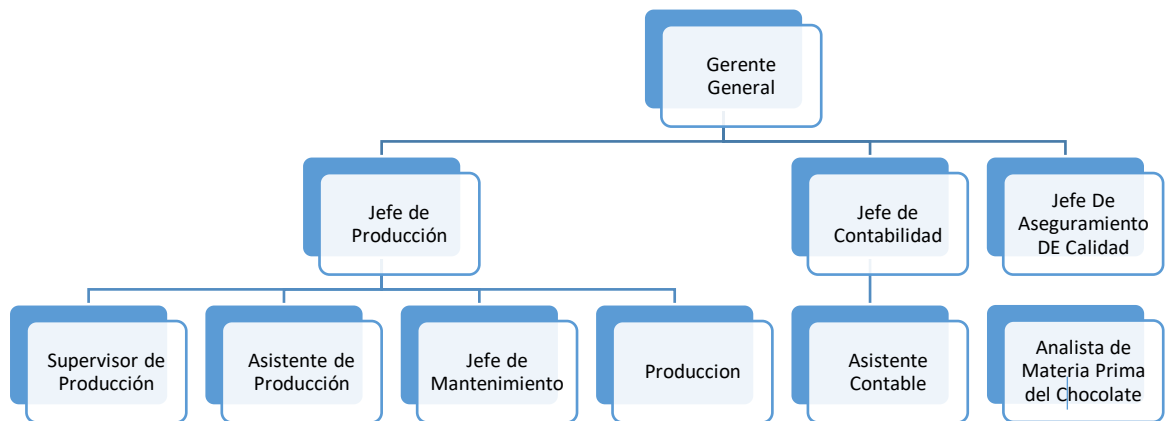 Gerente
General
Jefe de
Producción
Jefe de
Contabilidad
Jefe De
Aseguramiento
DE Calidad
Supervisor de
Producción
Asistente de
Producción
Jefe de
Mantenimiento
Produccion
Asistente
Contable
Analista de
Materia Prima
del Chocolate